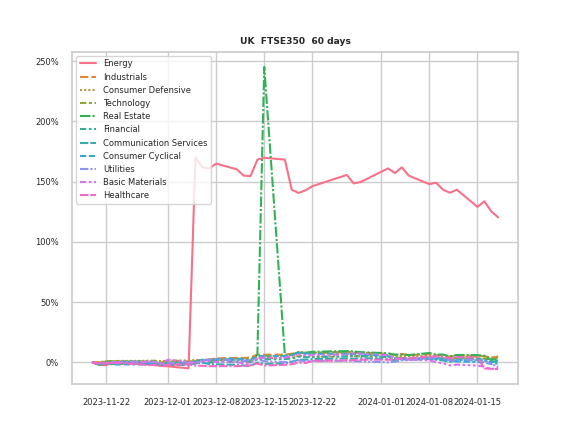 UK  FTSE350  60 days
250%
200%
150%
100%
50%
0%
Energy
Industrials
Consumer Defensive
Technology
Real Estate
Financial
Communication Services
Consumer Cyclical
Utilities
Basic Materials
Healthcare
2023-11-22 2023-12-01 2023-12-08 2023-12-15 2023-12-22 2024-01-01 2024-01-08 2024-01-15